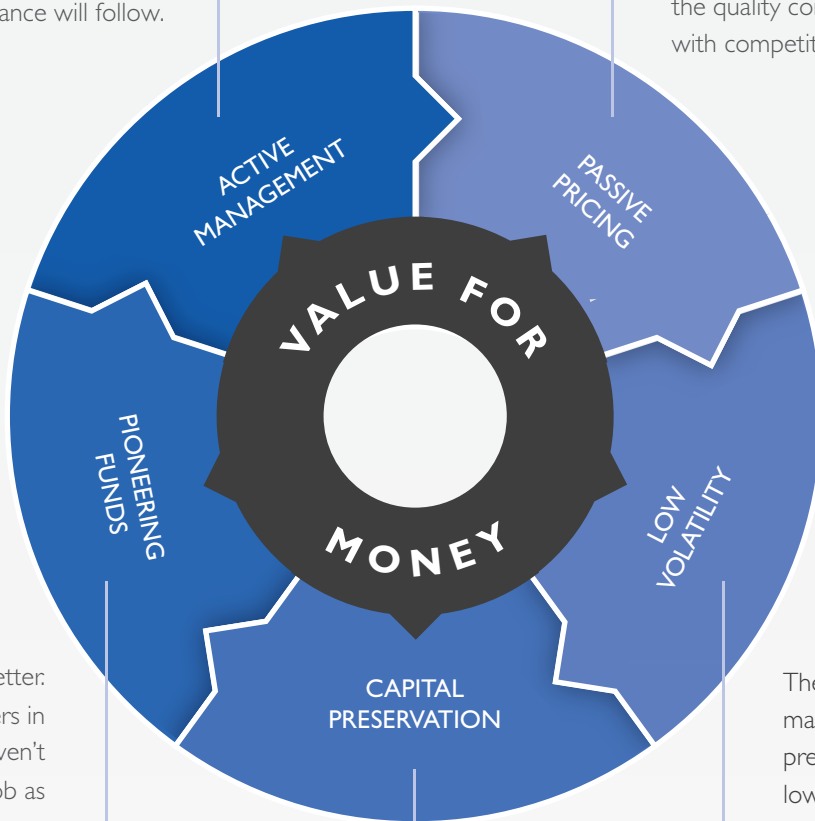 ance will follow.
the quality co
with competit
ACTIVE
MANAGEMENT
PASSIVE
PRICING
VALUE FOR
MONEY
PIONEERING
FUNDS
LOW
VOLATILITY
CAPITAL
PRESERVATION
etter.
ers in
ven't
ob as
The
ma
pre
low